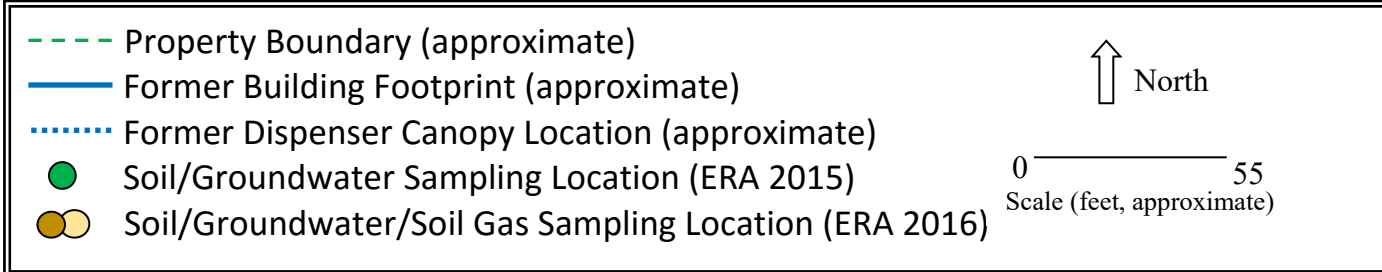 Property Boundary (approximate)
Former Building Footprint (approximate)
Former Dispenser Canopy Location (approximate)
Soil/Groundwater Sampling Location (ERA 2015)
Soil/Groundwater/Soil Gas Sampling Location (ERA 2016)
North
0 55
Scale (feet, approximate)